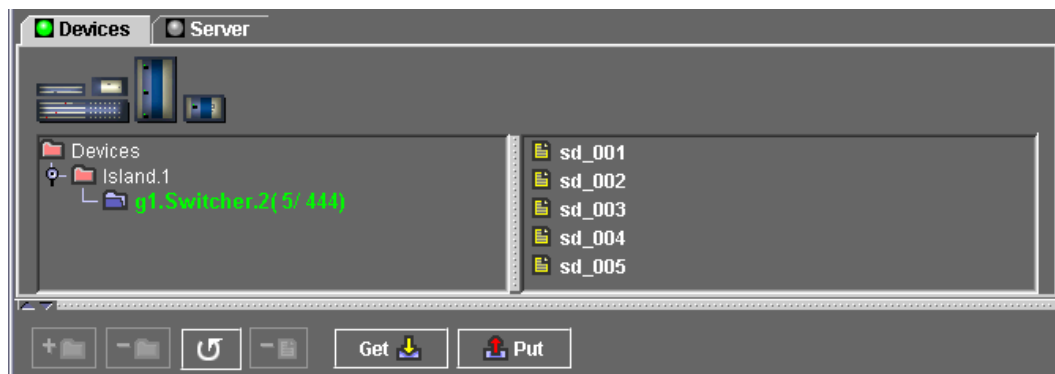 Devices Server
Devices
Island.1
g1.Switcher.2( 5/ 444)
sd_001
sd_002
sd_003
sd_004
sd_005
Get Put